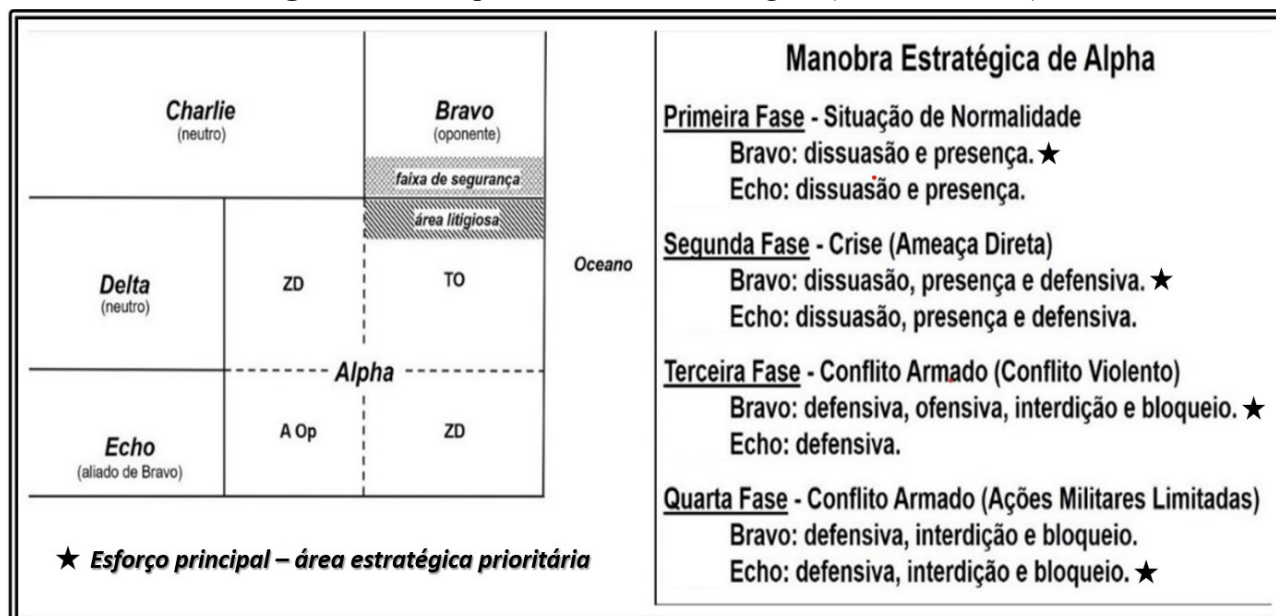 Charlie
(neutro)
Bravo
(oponente)
faixa de segurança
área litigiosa
Delta
(neutro)
ZD
TO
Oceano
Alpha
Echo
(aliado de Bravo)
A Op
ZD
★ Esforço principal – área estratégica prioritária
Manobra Estratégica de Alpha
Primeira Fase - Situação de Normalidade
Bravo: dissuasão e presença. ★
Echo: dissuasão e presença.
Segunda Fase - Crise (Ameaça Direta)
Bravo: dissuasão, presença e defensiva. ★
Echo: dissuasão, presença e defensiva.
Terceira Fase - Conflito Armado (Conflito Violento)
Bravo: defensiva, ofensiva, interdição e bloqueio. ★
Echo: defensiva.
Quarta Fase - Conflito Armado (Ações Militares Limitadas)
Bravo: defensiva, interdição e bloqueio.
Echo: defensiva, interdição e bloqueio. ★